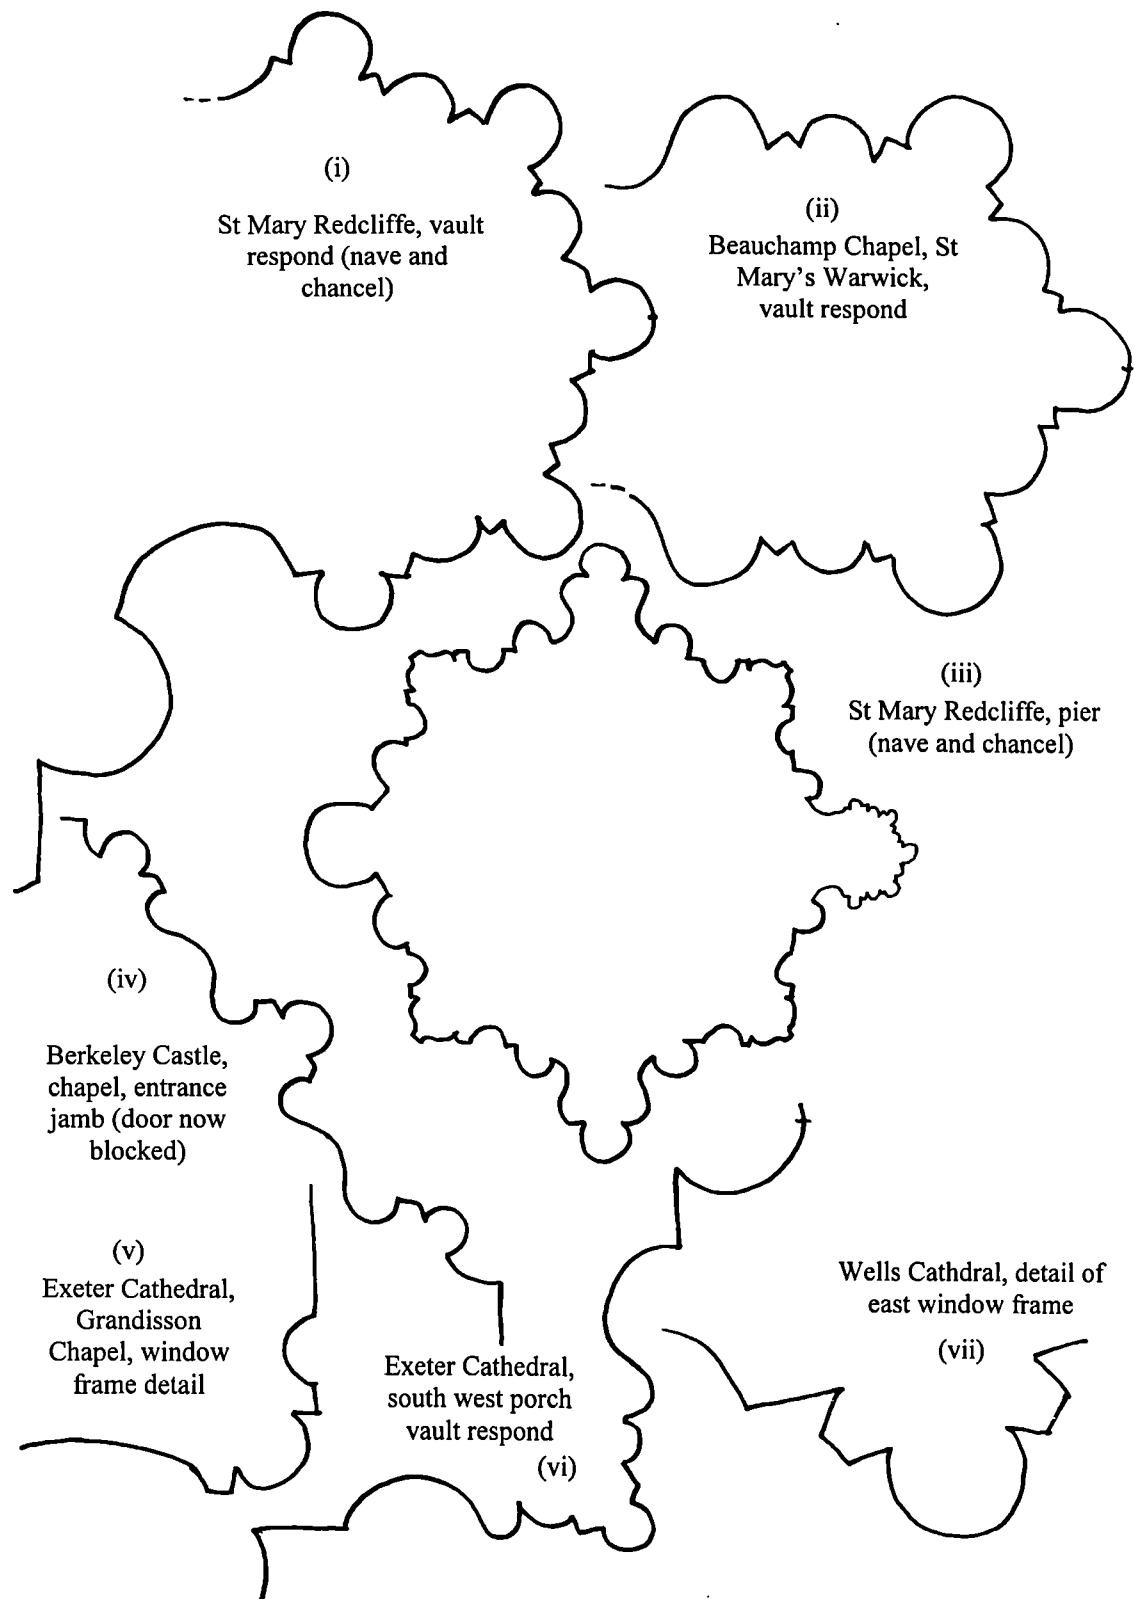 (i)
St Mary Redcliffe, vault
respond (nave and
chancel)
(ii)
Beauchamp Chapel, St
Mary's Warwick,
vault respond
(iii)
St Mary Redcliffe, pier
(nave and chancel)
(iv)
Berkeley Castle,
chapel, entrance
jamb (door now
blocked)
(v)
Exeter Cathedral,
Grandisson
Chapel, window
frame detail
Exeter Cathedral,
south west porch
vault respond
(vi)
Wells Cathdral, detail of
east window frame
(vii)